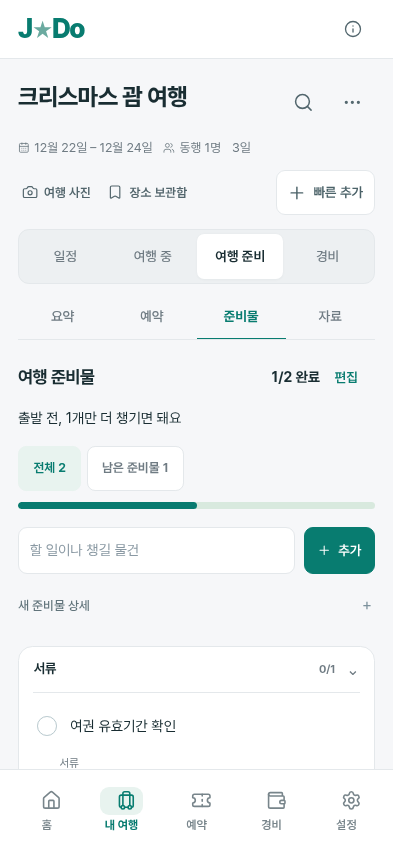 J★Do
크리스마스 괌 여행
12월 22일 – 12월 24일 동행 1명 3일
여행 사진 장소 보관함 빠른 추가
일정 여행 중 여행 준비 경비
요약 예약 준비물 자료
여행 준비물 1/2 완료 편집
출발 전, 1개만 더 챙기면 돼요
전체 2 남은 준비물 1
할 일이나 챙길 물건 + 추가
새 준비물 상세 +
서류 0/1
여권 유효기간 확인
서류
홈 내 여행 예약 경비 설정